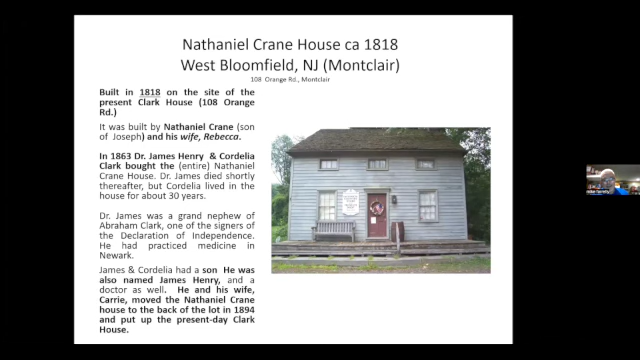 Nathaniel Crane House ca 1818
West Bloomfield, NJ (Montclair)
108 Orange Rd., Montclair
Built in 1818 on the site of the
present Clark House (108 Orange
Rd.)
It was built by Nathaniel Crane (son
of Joseph) and his wife, Rebecca.
In 1863 Dr. James Henry & Cordelia
Clark bought the (entire) Nathaniel
Crane House. Dr. James died shortly
thereafter, but Cordelia lived in the
house for about 30 years.
Dr. James was a grand nephew of
Abraham Clark, one of the signers of
the Declaration of Independence.
He had practiced medicine in
Newark.
James & Cordelia had a son He was
also named James Henry, and a
doctor as well. He and his wife,
Carrie, moved the Nathaniel Crane
house to the back of the lot in 1894
and put up the present-day Clark
House.